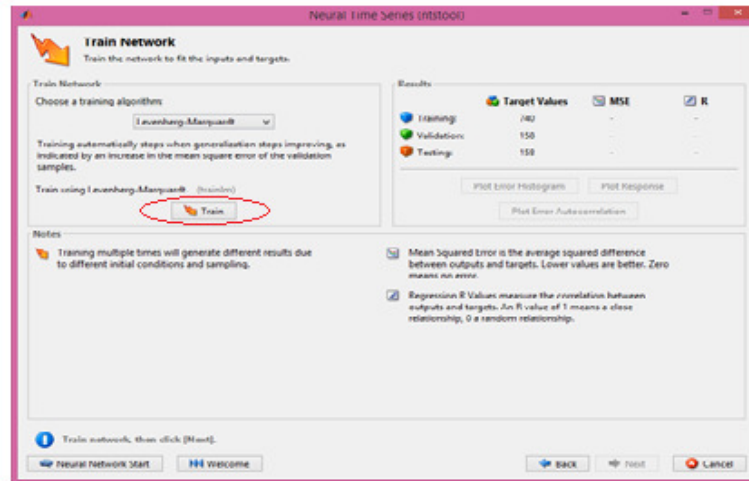 Neural Time Series (ntstool)
Train Network
Train the network to fit the inputs and targets.
Train Network
Choose a training algorithm:
Levenberg-Marquardt
Training automatically stops when generalization stops improving, as
indicated by an increase in the mean square error of the validation
samples.
Train using Levenberg-Marquardt (trainlm)
Train
Results
Target Values MSE R
Training: 740 - -
Validation: 158 - -
Testing: 158 - -
Plot Error Histogram Plot Response
Plot Error Autocorrelation
Notes
Training multiple times will generate different results due
to different initial conditions and sampling.
Mean Squared Error is the average squared difference
between outputs and targets. Lower values are better. Zero
means no error.
Regression R Values measure the correlation between
outputs and targets. An R value of 1 means a close
relationship, 0 a random relationship.
Train network, then click [Next].
Neural Network Start Welcome Back Next Cancel